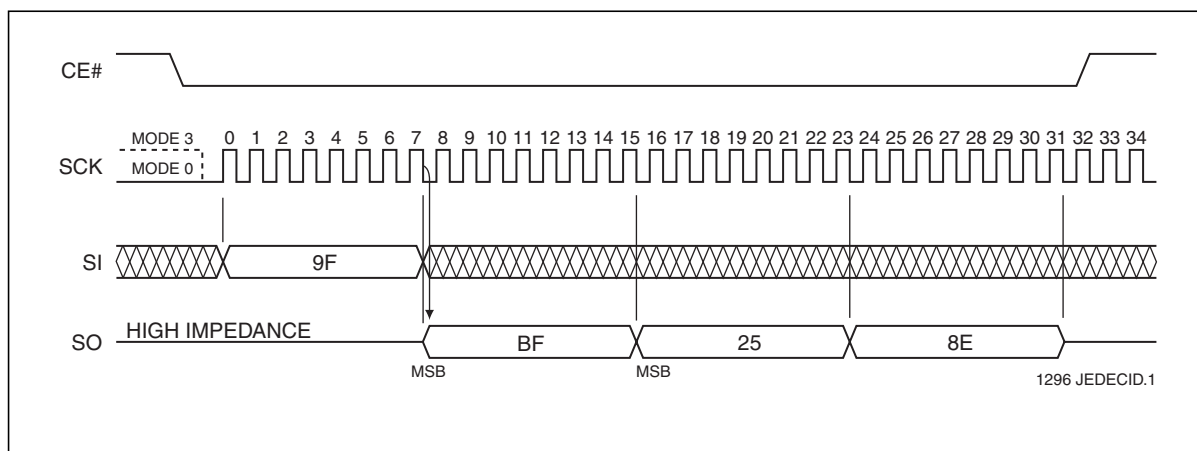 CE#
MODE 3
0 1 2 3 4 5 6 7 8 9 10 11 12 13 14 15 16 17 18 19 20 21 22 23 24 25 26 27 28 29 30 31 32 33 34
SCK
MODE 0
SI
9F
HIGH IMPEDANCE
SO
BF
25
8E
MSB
MSB
1296 JEDECID.1